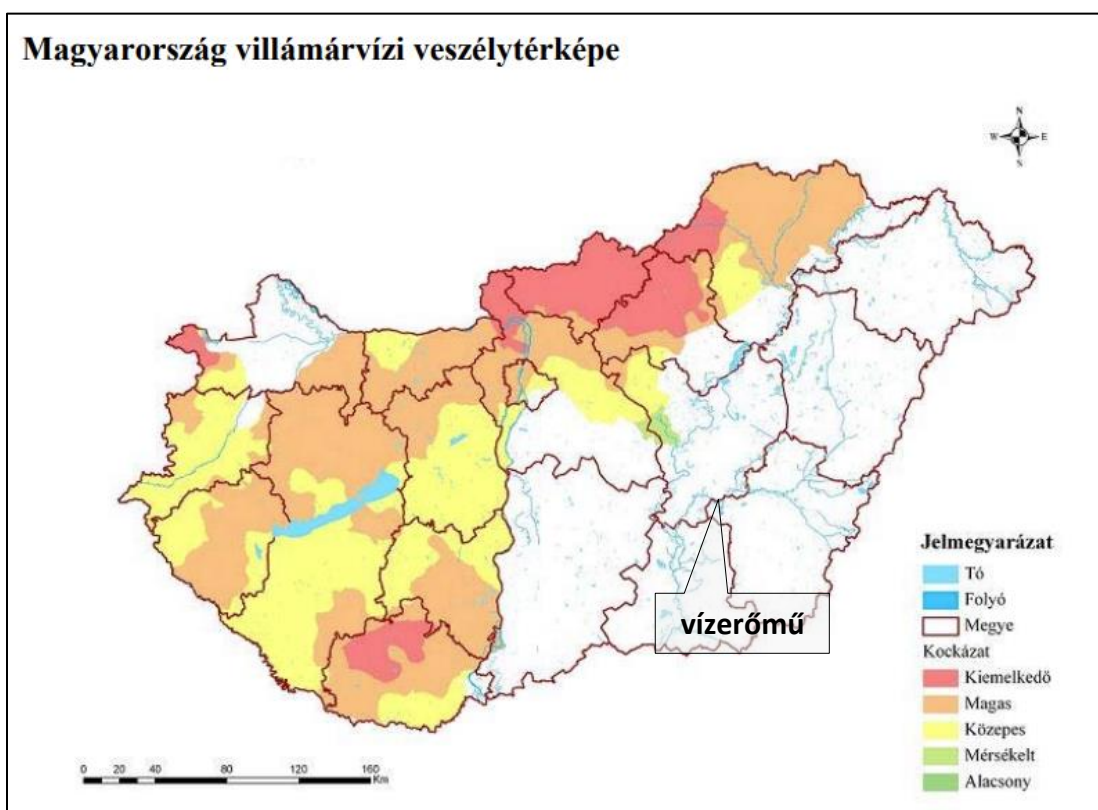 Magyarország villámárvízi veszélytérképe
N
W E
S
vízerőmű
Jelmagyarázat
Tó
Folyó
Megye
Kockázat
Kiemelkedő
Magas
Közepes
Mérsékelt
Alacsony
0 20 40 80 120 160
Km